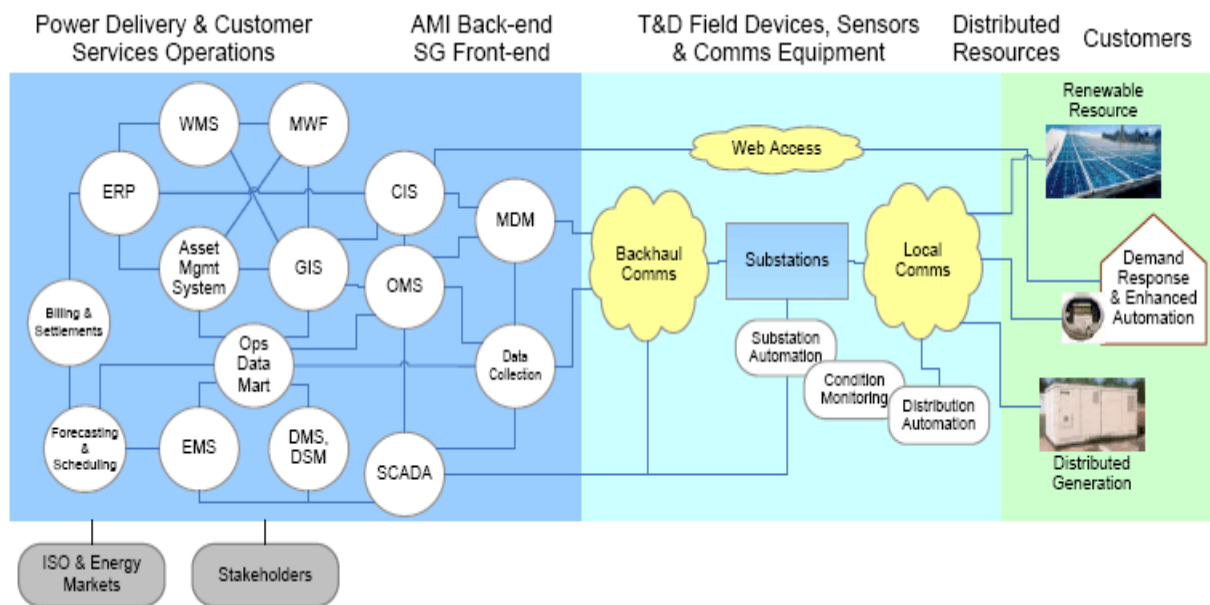 Power Delivery & Customer
Services Operations
AMI Back-end
SG Front-end
T&D Field Devices, Sensors
& Comms Equipment
Distributed
Resources
Customers
Renewable
Resource
WMS
MWF
Web Access
ERP
CIS
MDM
Asset
Mgmt
System
GIS
OMS
Backhaul
Comms
Substations
Local
Comms
Demand
Response
& Enhanced
Automation
Billing &
Settlements
Ops
Data
Mart
Data
Collection
Substation
Automation
Condition
Monitoring
Distribution
Automation
Forecasting
&
Scheduling
EMS
DMS,
DSM
SCADA
Distributed
Generation
ISO & Energy
Markets
Stakeholders